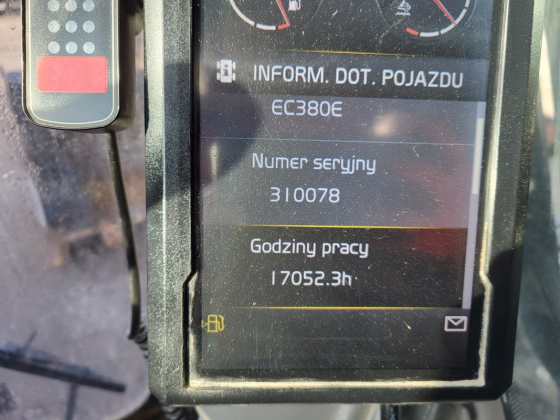 INFORM. DOT. POJAZDU
EC380E
Numer seryjny
310078
Godziny pracy
17052.3h